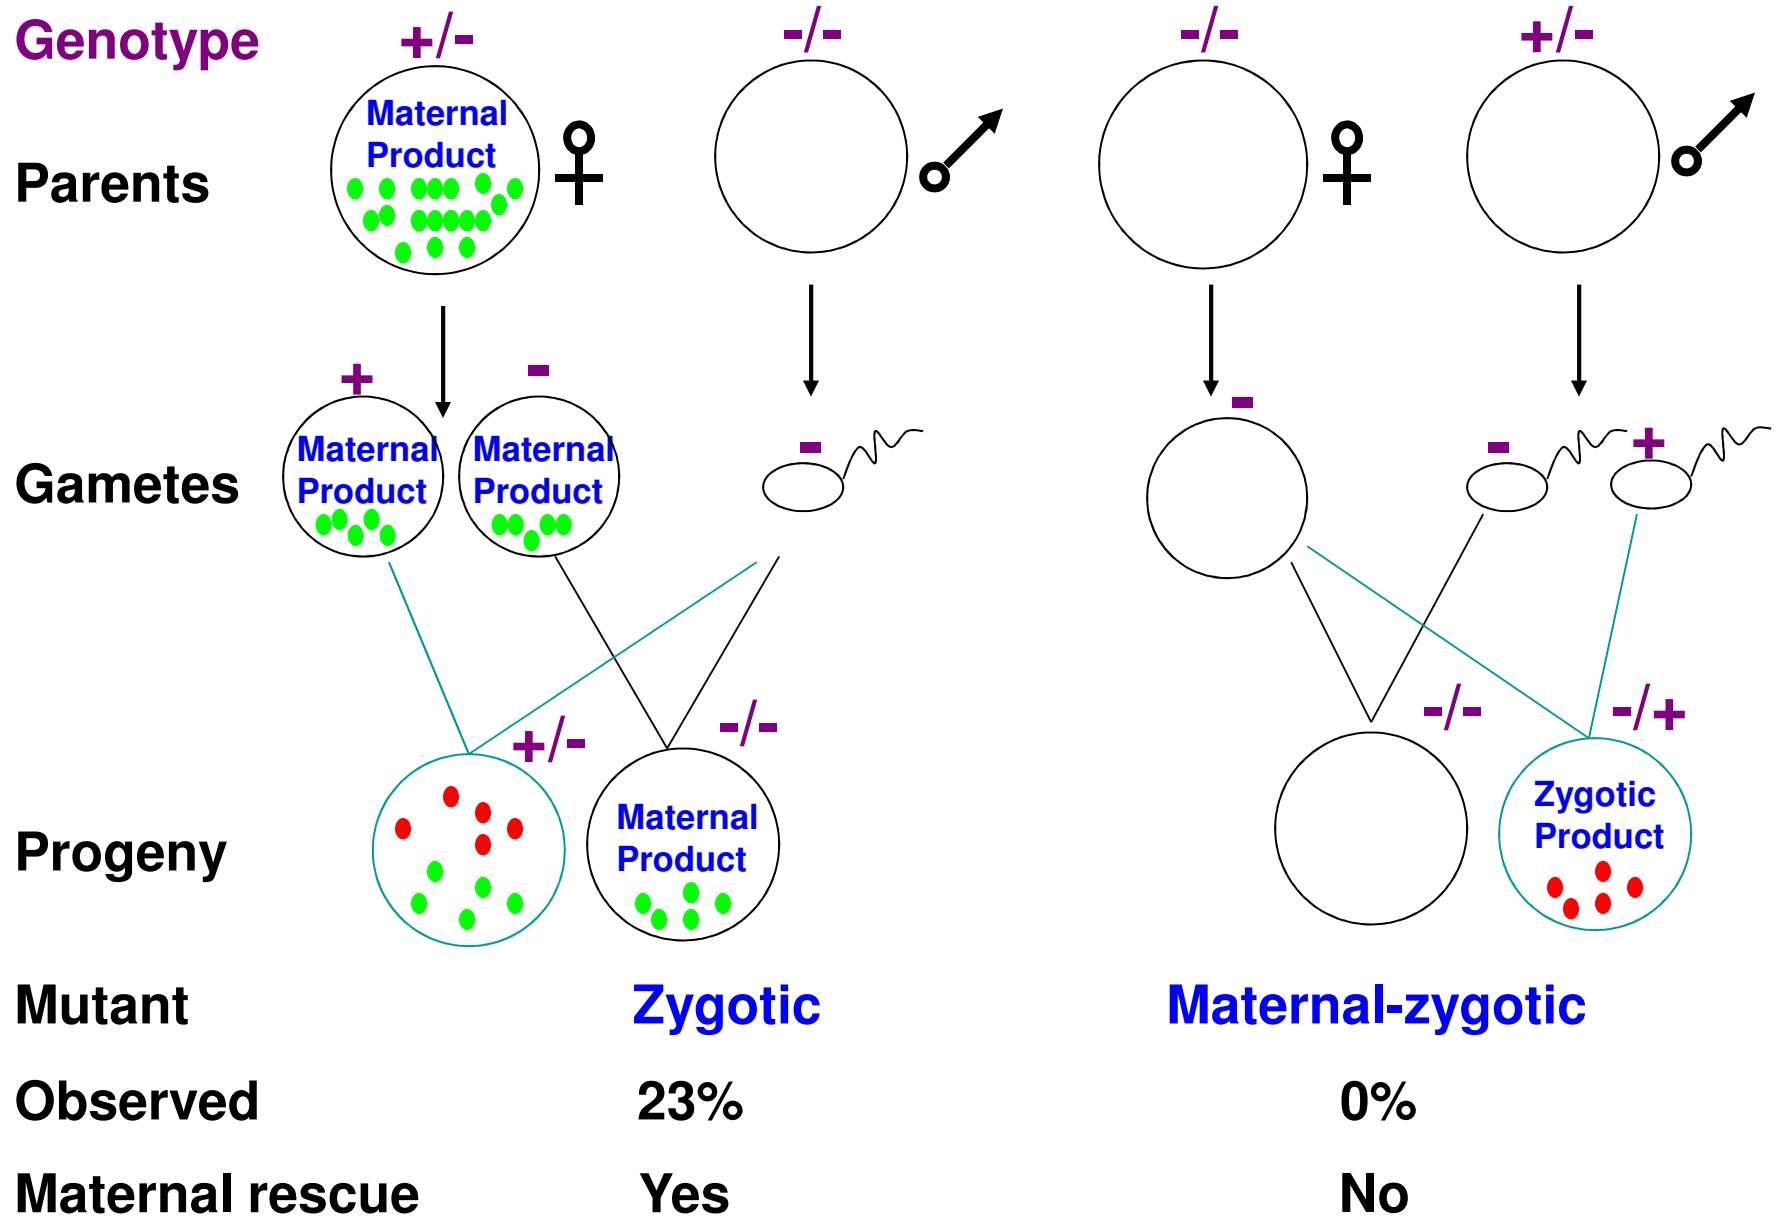 Genotype +/- -/- -/- +/-
Maternal
Product
Parents
+ - - - - +
Maternal Maternal
Product Product
Gametes
+/- -/- -/- -/+
Maternal
Product
Zygotic
Product
Progeny
Mutant Zygotic Maternal-zygotic
Observed 23% 0%
Maternal rescue Yes No